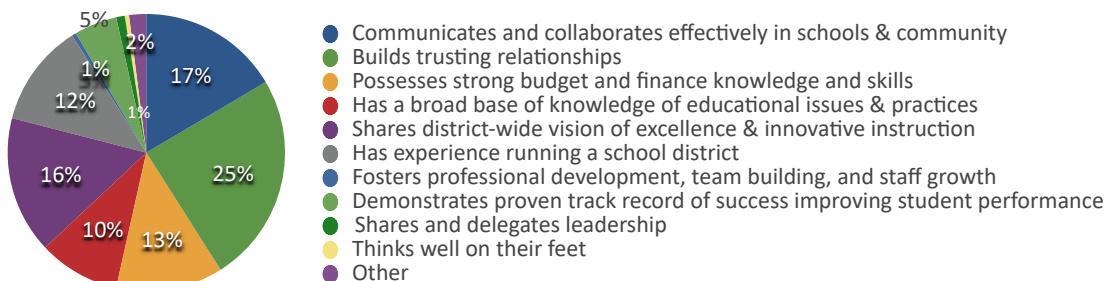 5%
2%
17%
1%
12%
1%
16%
25%
10%
13%
Communicates and collaborates effectively in schools & community
Builds trusting relationships
Possesses strong budget and finance knowledge and skills
Has a broad base of knowledge of educational issues & practices
Shares district-wide vision of excellence & innovative instruction
Has experience running a school district
Fosters professional development, team building, and staff growth
Demonstrates proven track record of success improving student performance
Shares and delegates leadership
Thinks well on their feet
Other